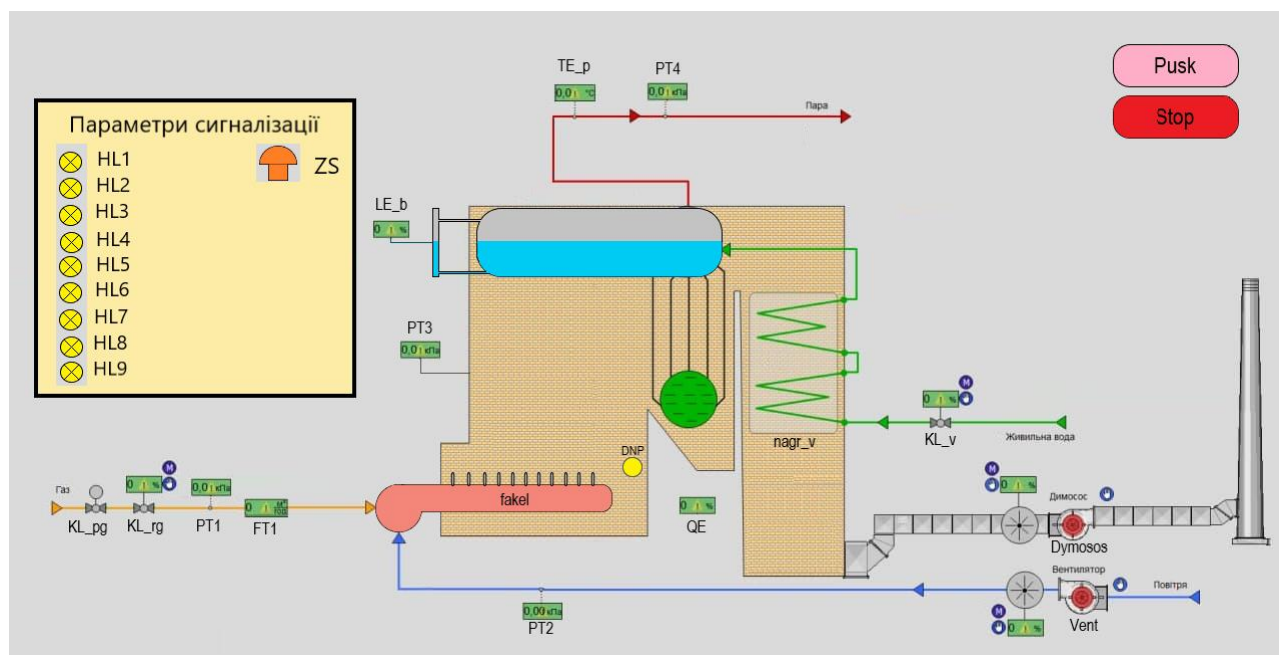 TE_p
PT4
Pusk
0,0 °C
0,0 кПа
Пара
Stop
Параметри сигналізації
HL1
ZS
HL2
HL3
HL4
HL5
HL6
HL7
HL8
HL9
LE_b
0 %
PT3
0,0 кПа
M
0 %
nagr_v
KL_v
Живильна вода
DNP
Газ
M
0 %
0,0 кПа
0
fakel
0 %
QE
KL_pg
KL_rg
PT1
FT1
M
0 %
Димосос
Dymosos
Вентилятор
Повітря
0,00 кПа
PT2
M
0 %
Vent